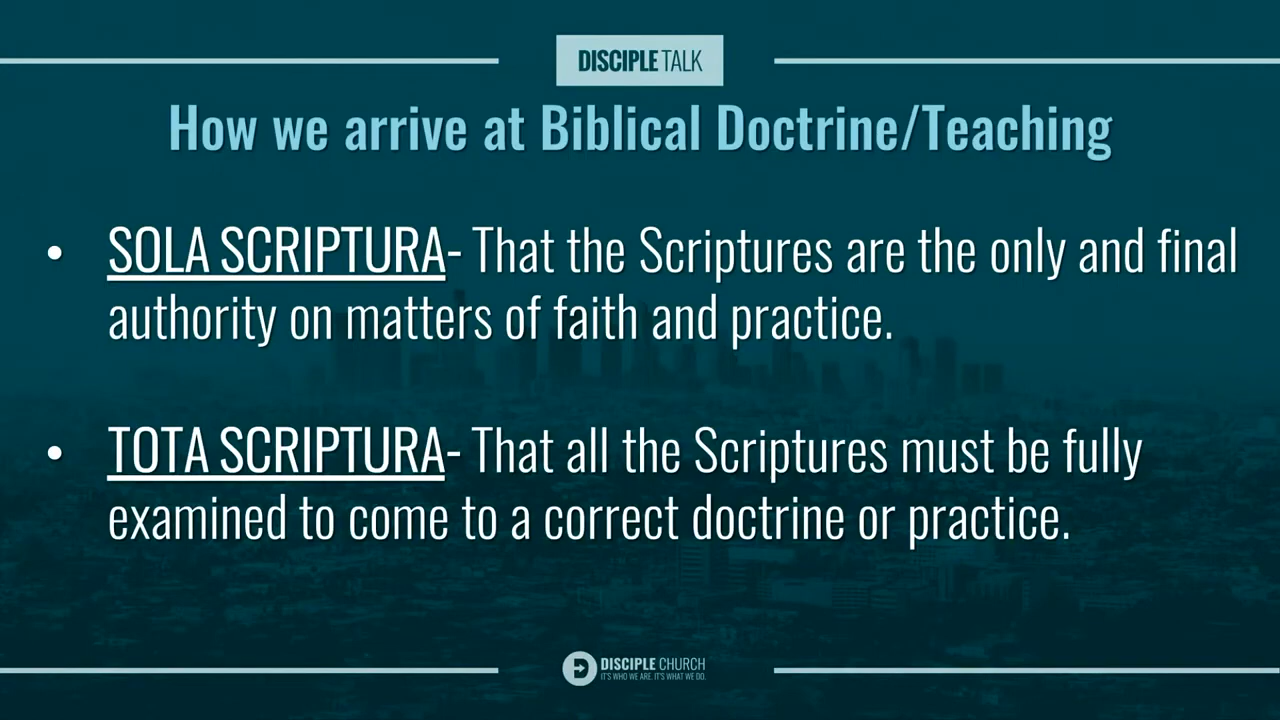 DISCIPLE TALK
How we arrive at Biblical Doctrine/Teaching
• SOLA SCRIPTURA- That the Scriptures are the only and final
authority on matters of faith and practice.
• TOTA SCRIPTURA- That all the Scriptures must be fully
examined to come to a correct doctrine or practice.
DISCIPLE CHURCH
IT'S WHO WE ARE. IT'S WHAT WE DO.